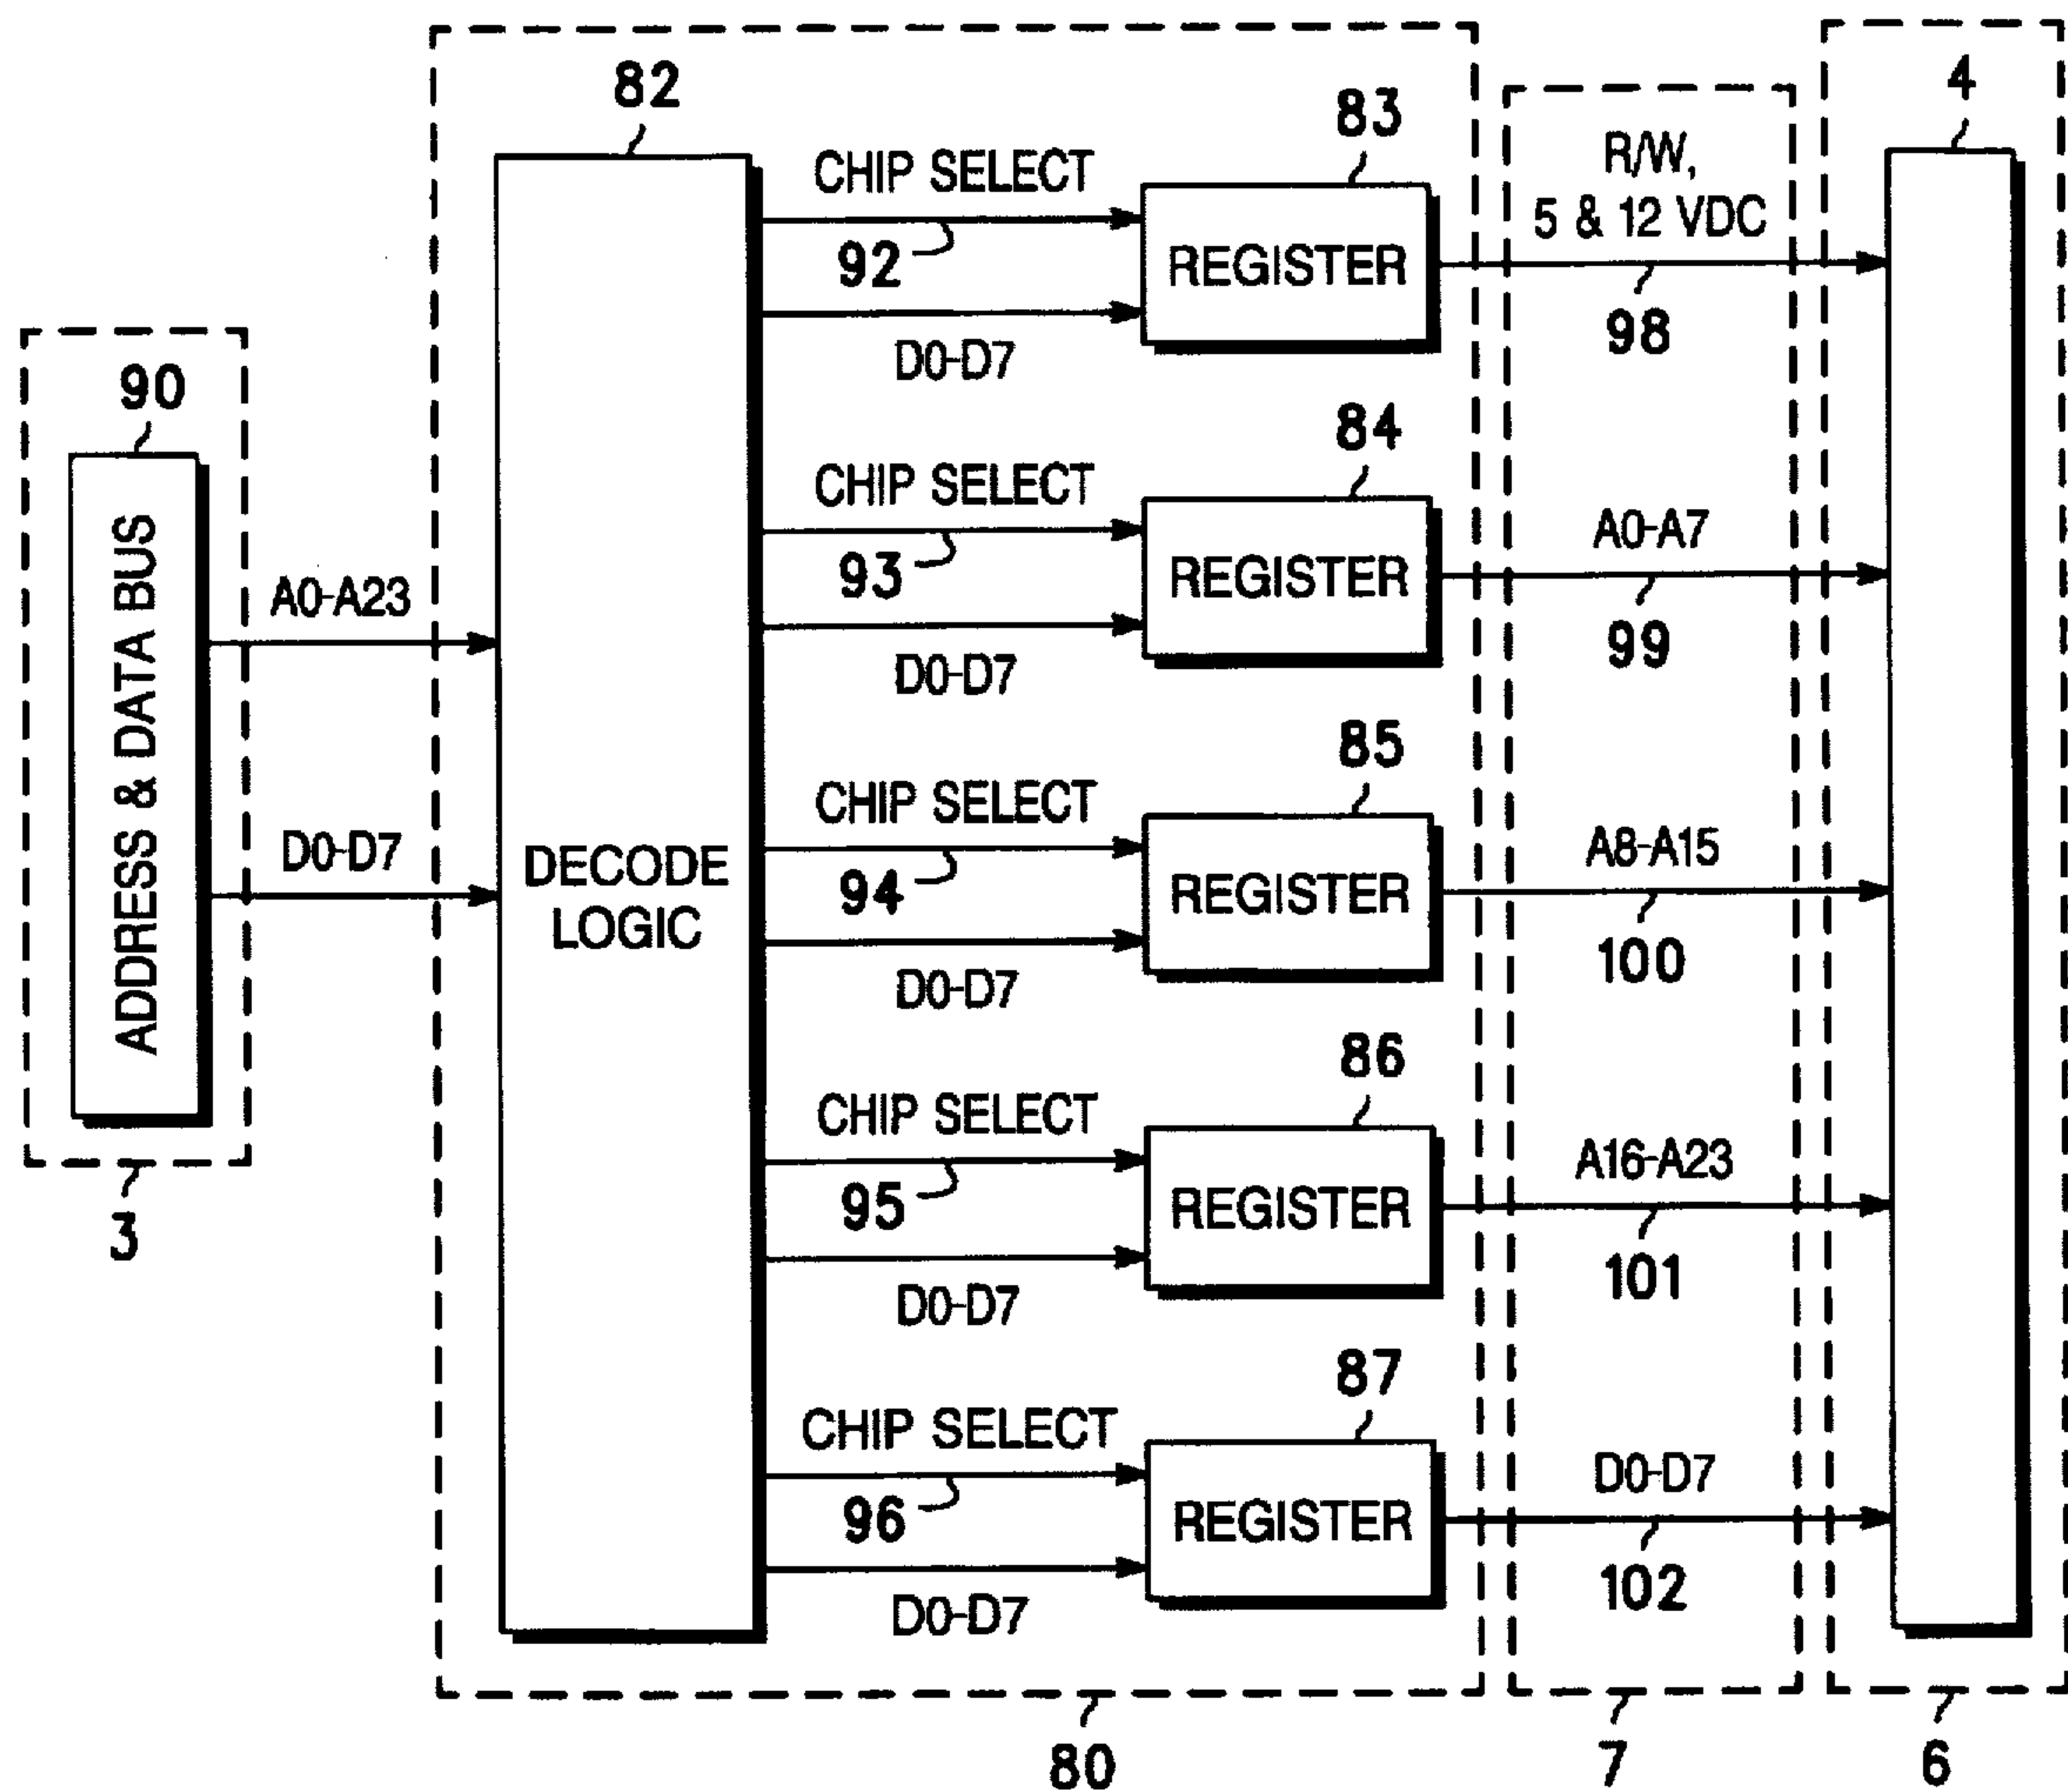 82
83
4
CHIP SELECT
92
D0-D7
REGISTER
R/W,
5 & 12 VDC
98
90
ADDRESS & DATA BUS
3
A0-A23
D0-D7
DECODE
LOGIC
84
CHIP SELECT
93
D0-D7
REGISTER
A0-A7
99
85
CHIP SELECT
94
D0-D7
REGISTER
A8-A15
100
86
CHIP SELECT
95
D0-D7
REGISTER
A16-A23
101
87
CHIP SELECT
96
D0-D7
REGISTER
D0-D7
102
80
7
6